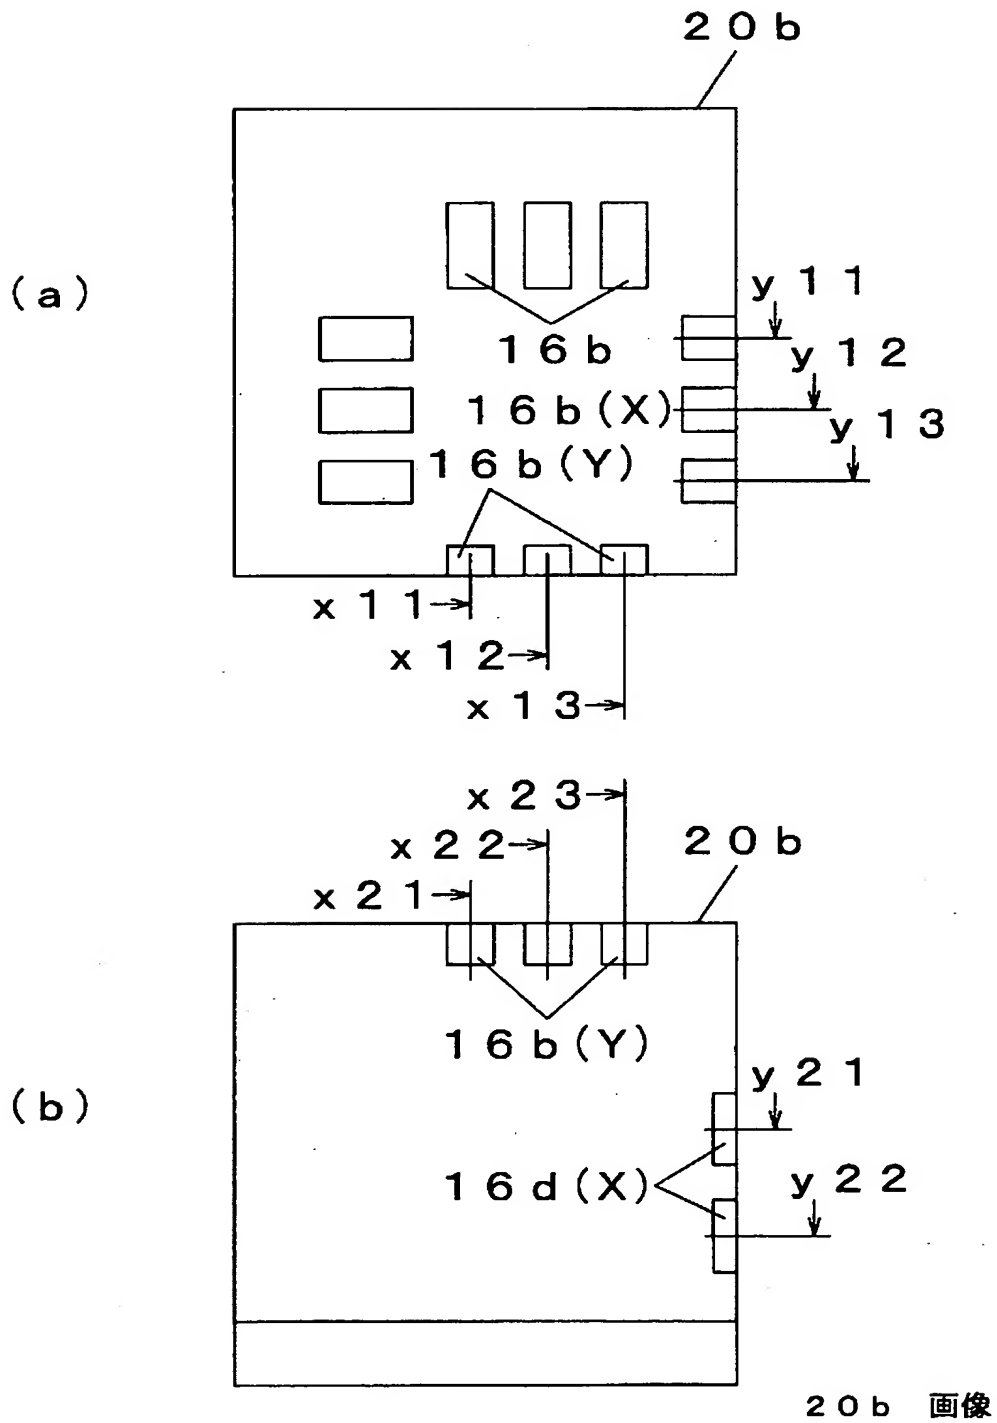 20b
(a)
y11
16b
y12
16b(X)
y13
16b(Y)
x11
x12
x13
x23
x22
20b
x21
16b(Y)
(b)
y21
16d(X)
y22
20b 画像